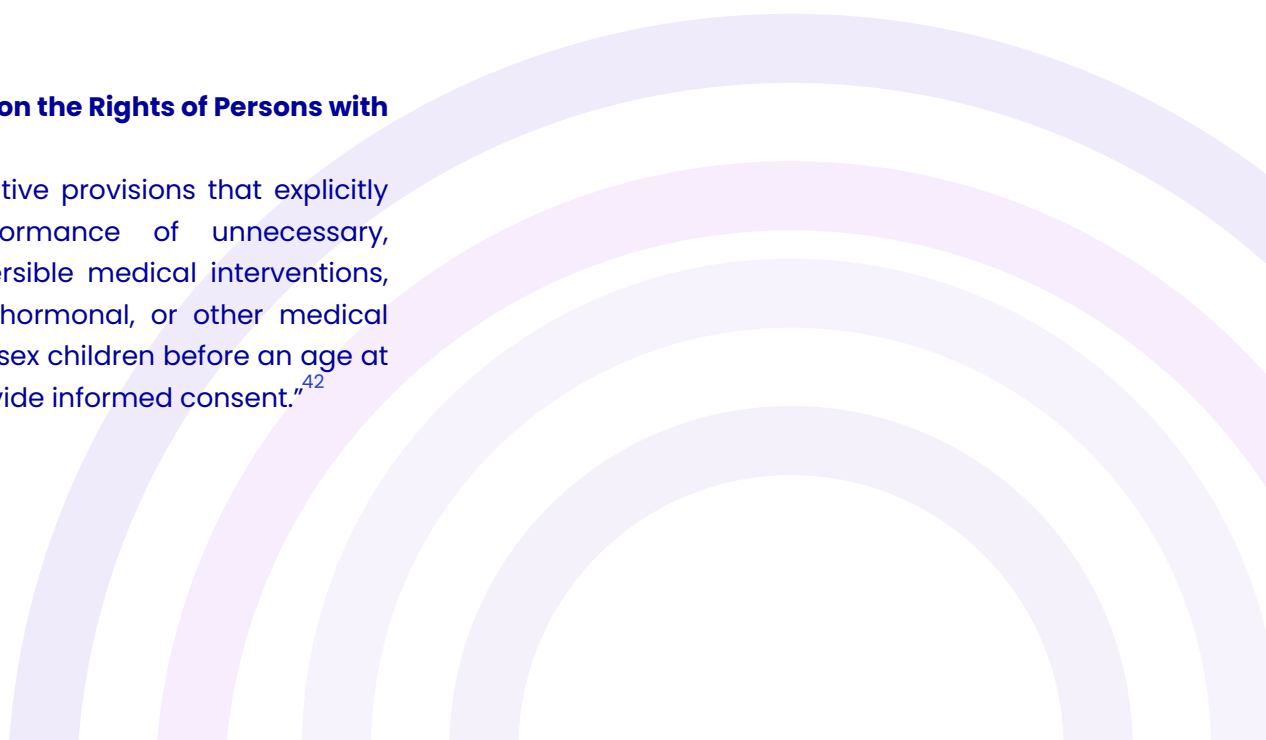 on the Rights of Persons with
tive provisions that explicitly
ormance of unnecessary,
ersible medical interventions,
hormonal, or other medical
sex children before an age at
vide informed consent.”42